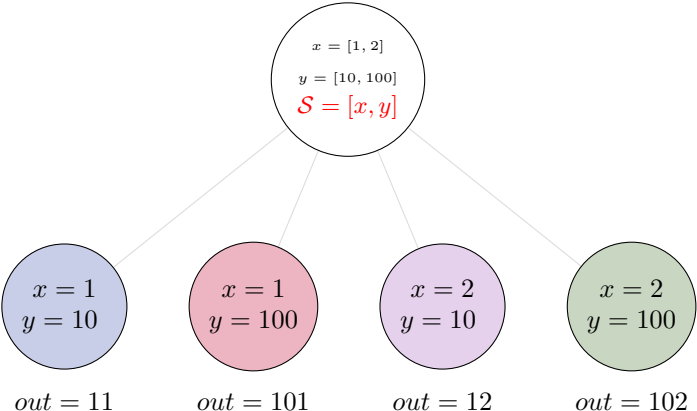 x = [1, 2]
y = [10, 100]
𝒮 = [x, y]
x = 1
y = 10
x = 1
y = 100
x = 2
y = 10
x = 2
y = 100
out = 11
out = 101
out = 12
out = 102